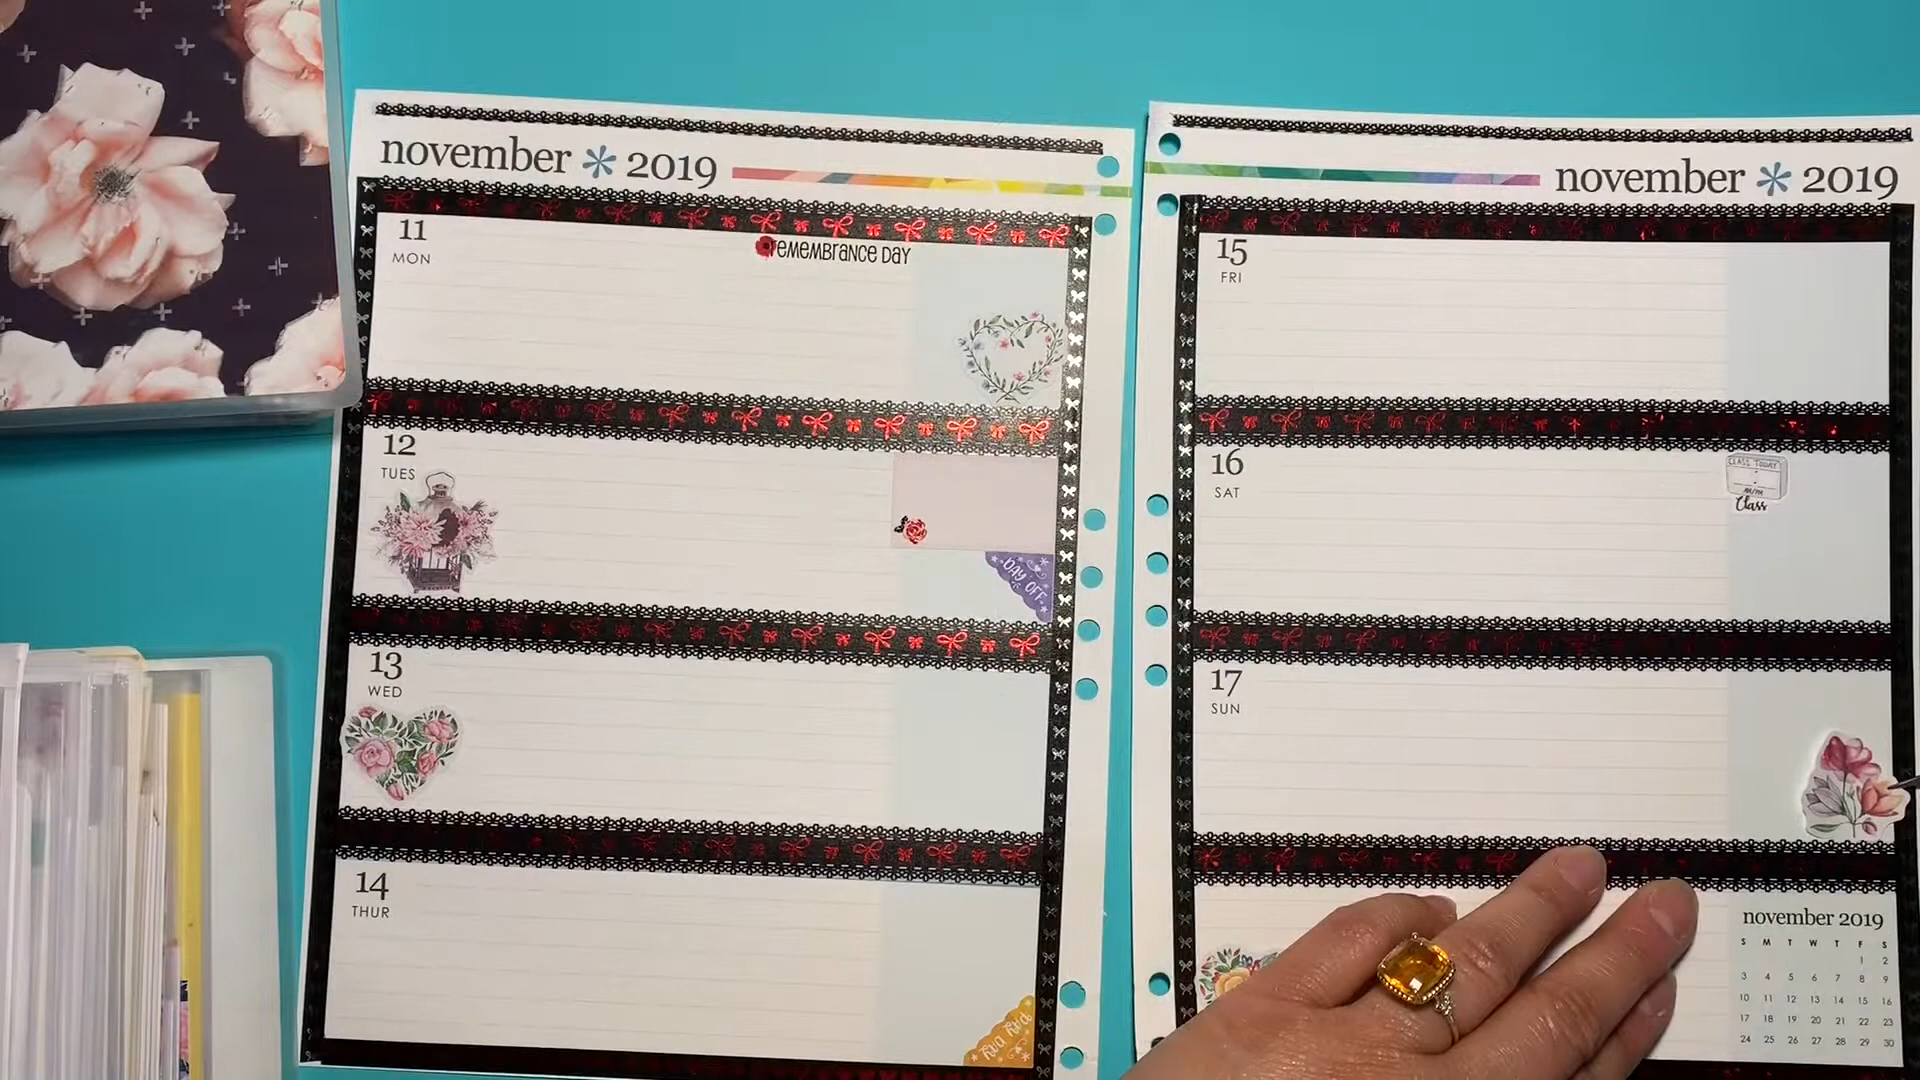 november * 2019
11
MON
remembrance day
12
TUES
DAY OFF
13
WED
14
THUR
november * 2019
15
FRI
16
SAT
CLASS TODAY
AM/PM
Class
17
SUN
november 2019
S M T W T F S
1 2
3 4 5 6 7 8 9
10 11 12 13 14 15 16
17 18 19 20 21 22 23
24 25 26 27 28 29 30